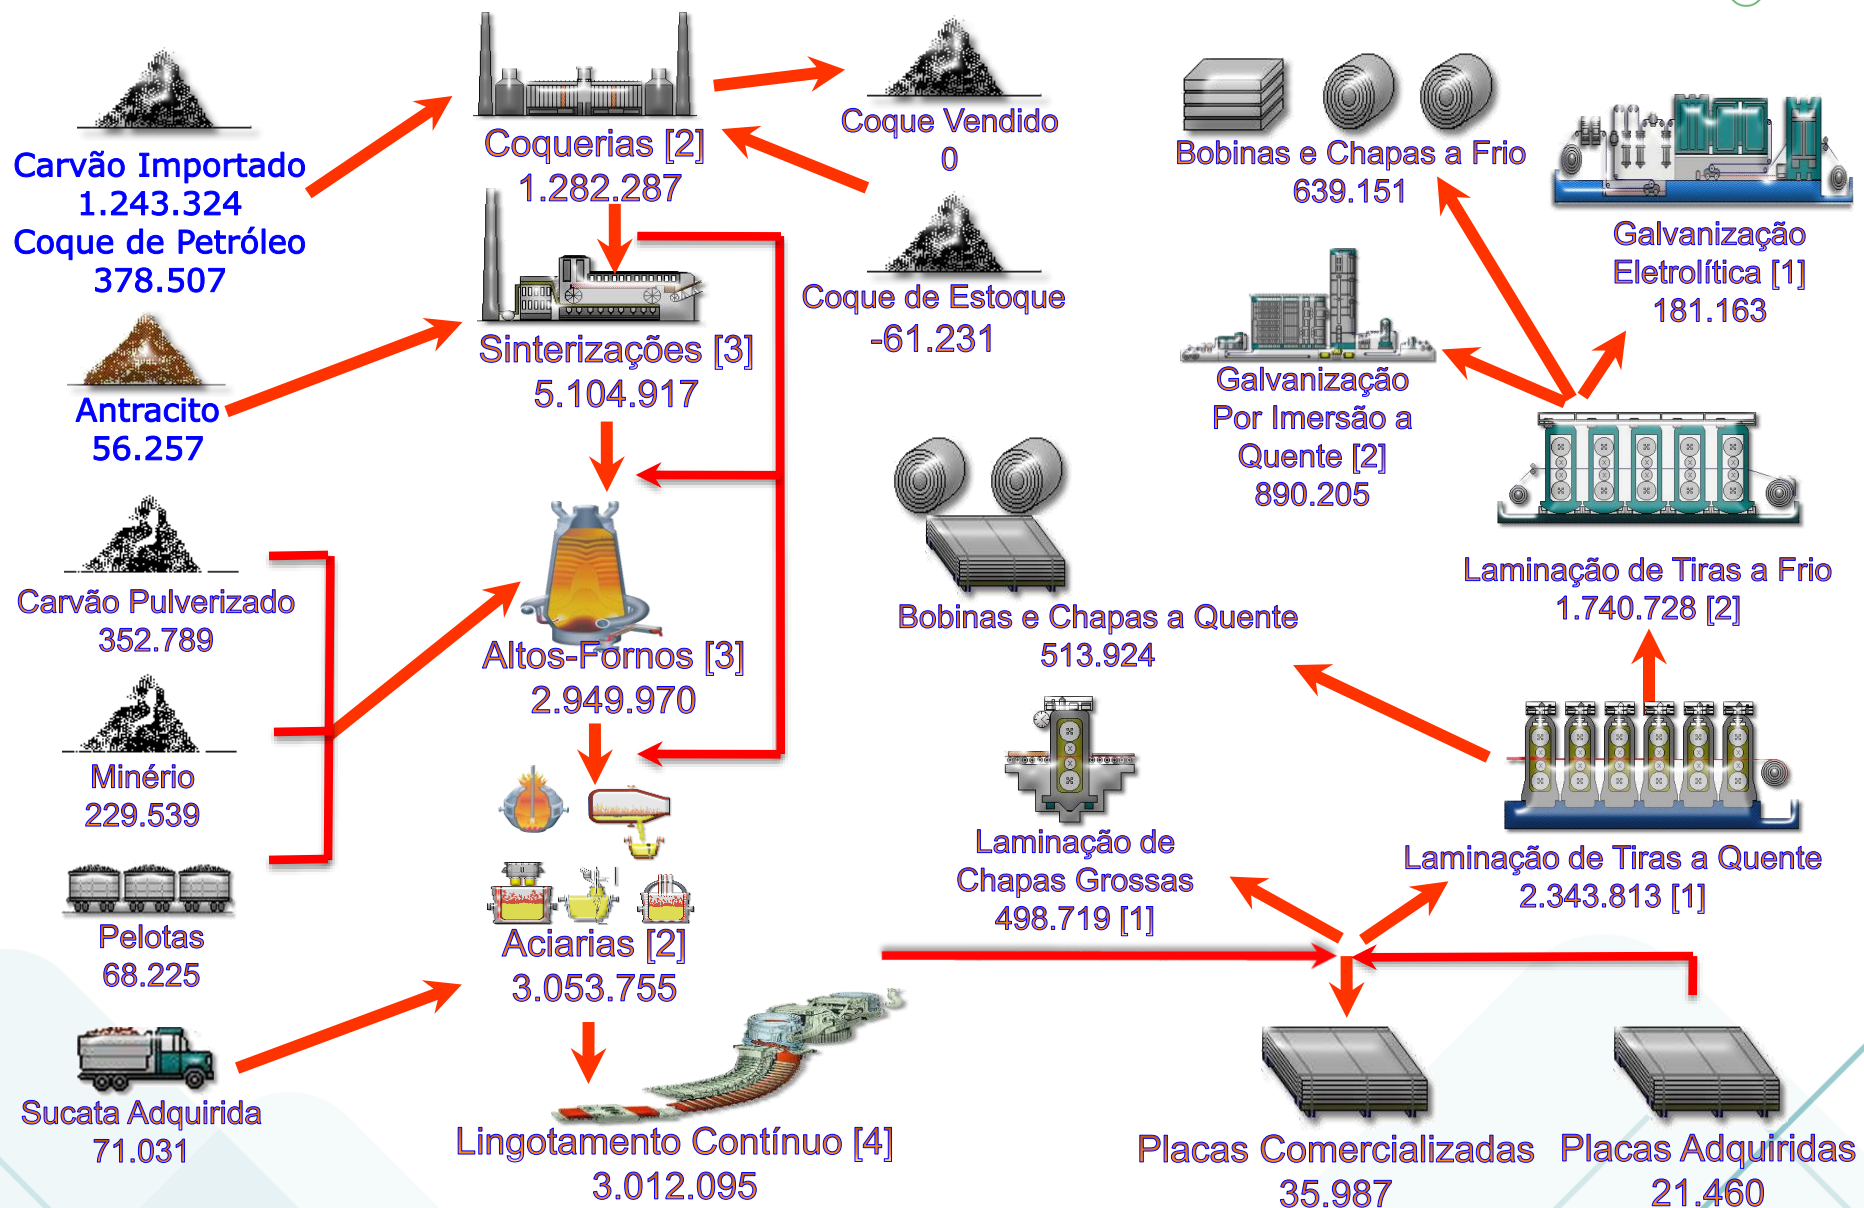 Carvão Importado
1.243.324
Coque de Petróleo
378.507
Antracito
56.257
Carvão Pulverizado
352.789
Minério
229.539
Pelotas
68.225
Sucata Adquirida
71.031
Coquerias [2]
1.282.287
Sinterizações [3]
5.104.917
Altos-Fornos [3]
2.949.970
Aciarias [2]
3.053.755
Lingotamento Contínuo [4]
3.012.095
Coque Vendido
0
Coque de Estoque
-61.231
Bobinas e Chapas a Frio
639.151
Galvanização
Eletrolítica [1]
181.163
Galvanização
Por Imersão a
Quente [2]
890.205
Laminação de Tiras a Frio
1.740.728 [2]
Bobinas e Chapas a Quente
513.924
Laminação de
Chapas Grossas
498.719 [1]
Laminação de Tiras a Quente
2.343.813 [1]
Placas Comercializadas
35.987
Placas Adquiridas
21.460